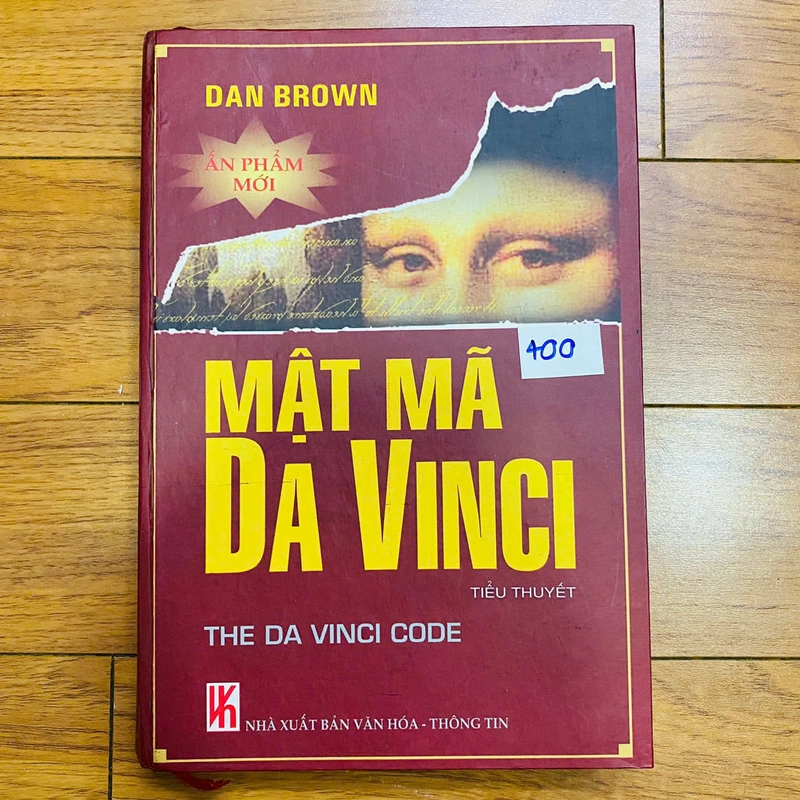 DAN BROWN
ẤN PHẨM
MỚI
400
MẬT MÃ
DA VINCI
TIỂU THUYẾT
THE DA VINCI CODE
NHÀ XUẤT BẢN VĂN HÓA - THÔNG TIN